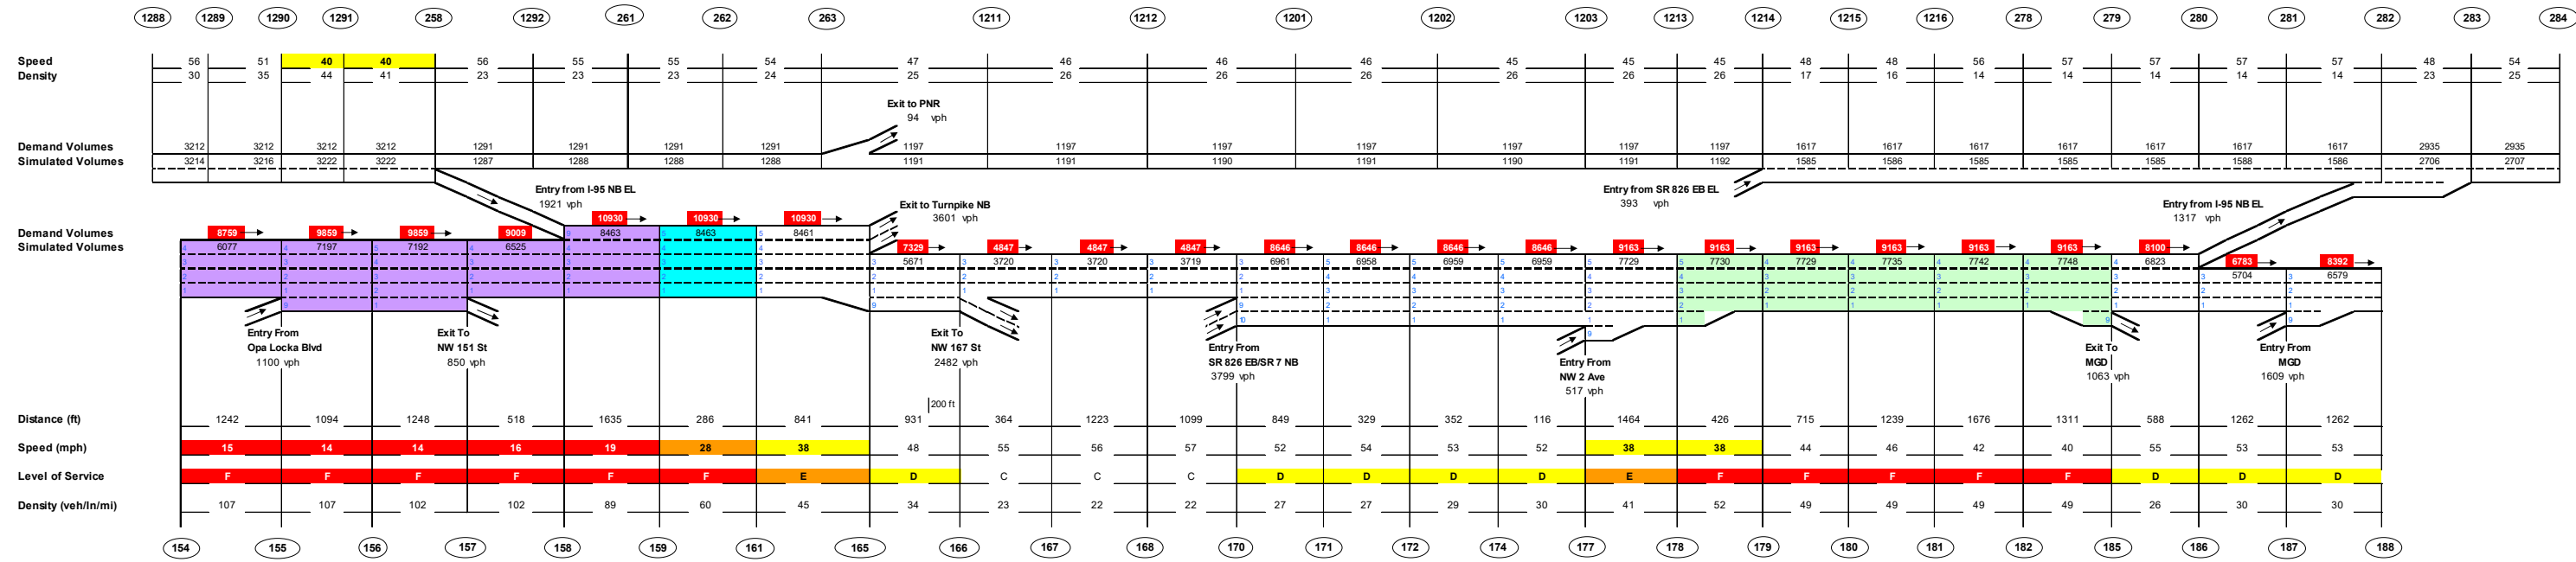 1288 1289 1290 1291 258 1292 261 262 263 1211 1212 1201 1202 1203 1213 1214 1215 1216 278 279 280 281 282 283 284
Speed 56 51 40 40 56 55 55 54 47 46 46 46 45 45 45 48 48 56 57 57 57 57 48 54
Density 30 35 44 41 23 23 23 24 25 26 26 26 26 26 26 17 16 14 14 14 14 14 23 25
Exit to PNR
94 vph
Demand Volumes 3212 3212 3212 3212 1291 1291 1291 1291 1197 1197 1197 1197 1197 1197 1197 1617 1617 1617 1617 1617 1617 1617 2935 2935
Simulated Volumes 3214 3216 3222 3222 1287 1288 1288 1288 1191 1191 1190 1191 1190 1191 1192 1585 1586 1585 1585 1585 1588 1586 2706 2707
Entry from I-95 NB EL
1921 vph
Exit to Turnpike NB
3601 vph
Entry from SR 826 EB EL
393 vph
Entry from I-95 NB EL
1317 vph
10930 10930 10930
Demand Volumes 8759 9859 9859 9009 7329 4847 4847 4847 8646 8646 8646 8646 9163 9163 9163 9163 9163 9163 8100 6783 8392
Simulated Volumes 6077 7197 7192 6525 8463 8463 8461 5671 3720 3720 3719 6961 6958 6959 6959 7729 7730 7729 7735 7742 7748 6823 5704 6579
Entry From
Opa Locka Blvd
1100 vph
Exit To
NW 151 St
850 vph
Exit To
NW 167 St
2482 vph
Entry From
SR 826 EB/SR 7 NB
3799 vph
Entry From
NW 2 Ave
517 vph
Exit To
MGD
1063 vph
Entry From
MGD
1609 vph
200 ft
Distance (ft) 1242 1094 1248 518 1635 286 841 931 364 1223 1099 849 329 352 116 1464 426 715 1239 1676 1311 588 1262 1262
Speed (mph) 15 14 14 16 19 28 38 48 55 56 57 52 54 53 52 38 38 44 46 42 40 55 53 53
Level of Service F F F F F F E D C C C D D D D E F F F F F D D D
Density (veh/ln/mi) 107 107 102 102 89 60 45 34 23 22 22 27 27 29 30 41 52 49 49 49 49 26 30 30
154 155 156 157 158 159 161 165 166 167 168 170 171 172 174 177 178 179 180 181 182 185 186 187 188